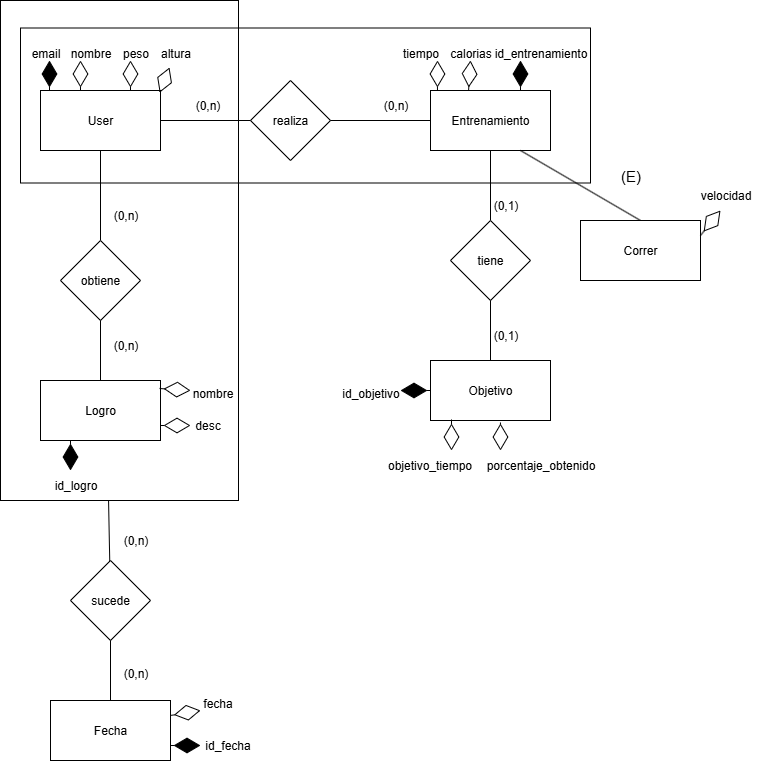 email nombre peso altura
tiempo calorias id_entrenamiento
User
(0,n)
realiza
(0,n)
Entrenamiento
(E)
velocidad
Correr
(0,n)
obtiene
(0,n)
(0,1)
tiene
(0,1)
Logro
nombre
desc
id_logro
id_objetivo
Objetivo
objetivo_tiempo
porcentaje_obtenido
(0,n)
sucede
(0,n)
Fecha
fecha
id_fecha